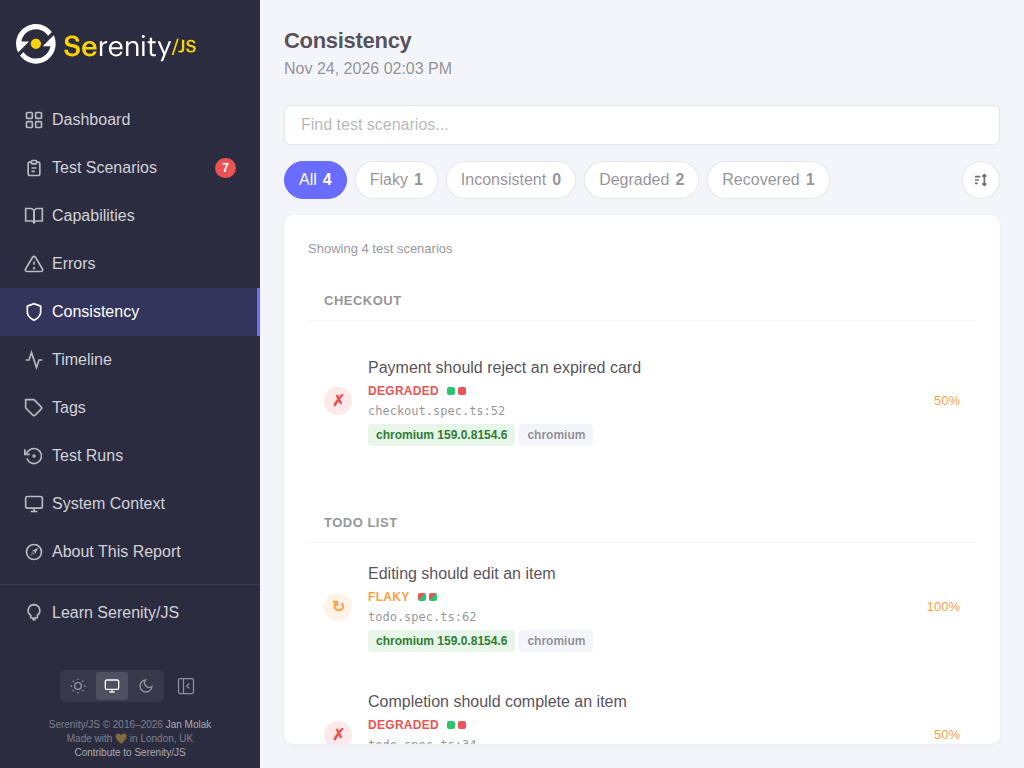 Serenity/JS
Dashboard
Test Scenarios 7
Capabilities
Errors
Consistency
Timeline
Tags
Test Runs
System Context
About This Report
Learn Serenity/JS
Serenity/JS © 2016–2026 Jan Molak
Made with 💛 in London, UK
Contribute to Serenity/JS
Consistency
Nov 24, 2026 02:03 PM
Find test scenarios...
All 4 Flaky 1 Inconsistent 0 Degraded 2 Recovered 1
Showing 4 test scenarios
CHECKOUT
Payment should reject an expired card
DEGRADED
checkout.spec.ts:52
chromium 159.0.8154.6 chromium
50%
TODO LIST
Editing should edit an item
FLAKY
todo.spec.ts:62
chromium 159.0.8154.6 chromium
100%
Completion should complete an item
DEGRADED
todo.spec.ts:34
50%